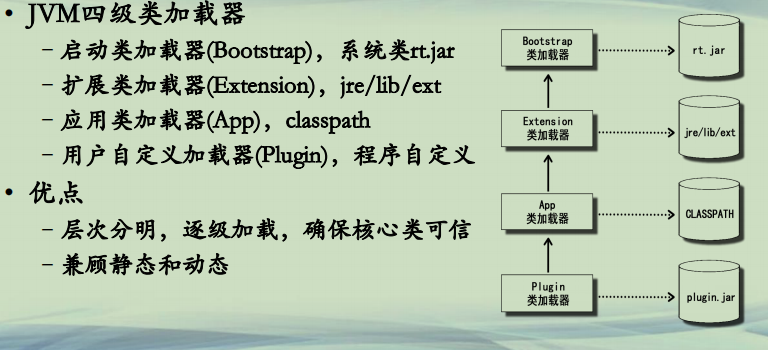 • JVM四级类加载器
– 启动类加载器(Bootstrap)，系统类rt.jar
– 扩展类加载器(Extension)，jre/lib/ext
– 应用类加载器(App)，classpath
– 用户自定义加载器(Plugin)，程序自定义
• 优点
– 层次分明，逐级加载，确保核心类可信
– 兼顾静态和动态
Bootstrap
类加载器
rt.jar
Extension
类加载器
jre/lib/ext
App
类加载器
CLASSPATH
Plugin
类加载器
plugin.jar